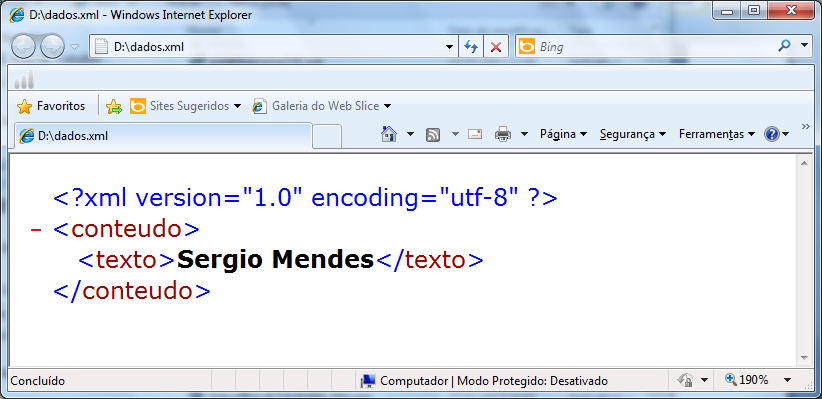 D:\dados.xml - Windows Internet Explorer
D:\dados.xml
Bing
Favoritos Sites Sugeridos Galeria do Web Slice
D:\dados.xml Página Segurança Ferramentas »
<?xml version="1.0" encoding="utf-8" ?>
- <conteudo>
<texto>Sergio Mendes</texto>
</conteudo>
Concluído Computador | Modo Protegido: Desativado 190%